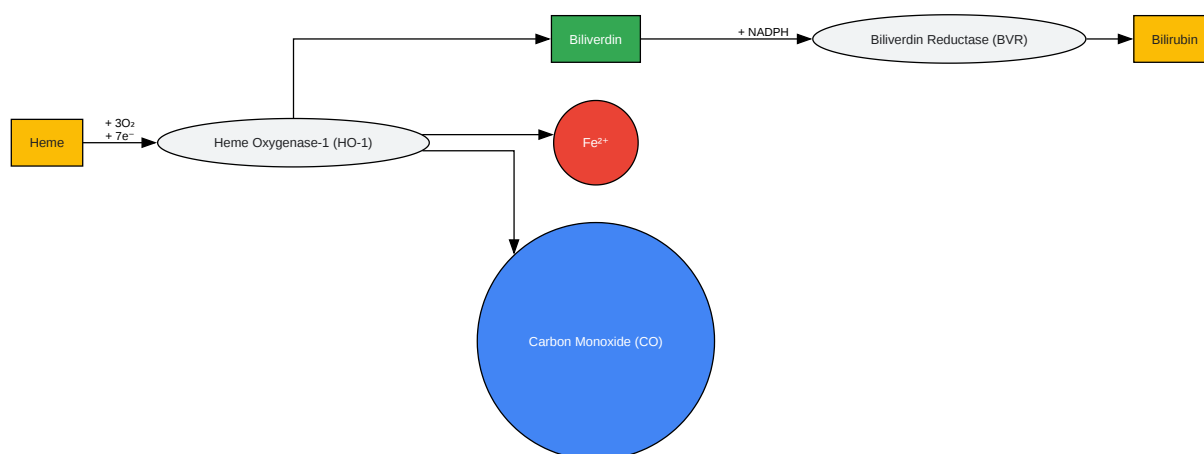 Biliverdin
+ NADPH
Biliverdin Reductase (BVR)
Bilirubin
Heme
+ 3O₂
+ 7e⁻
Heme Oxygenase-1 (HO-1)
Fe²⁺
Carbon Monoxide (CO)